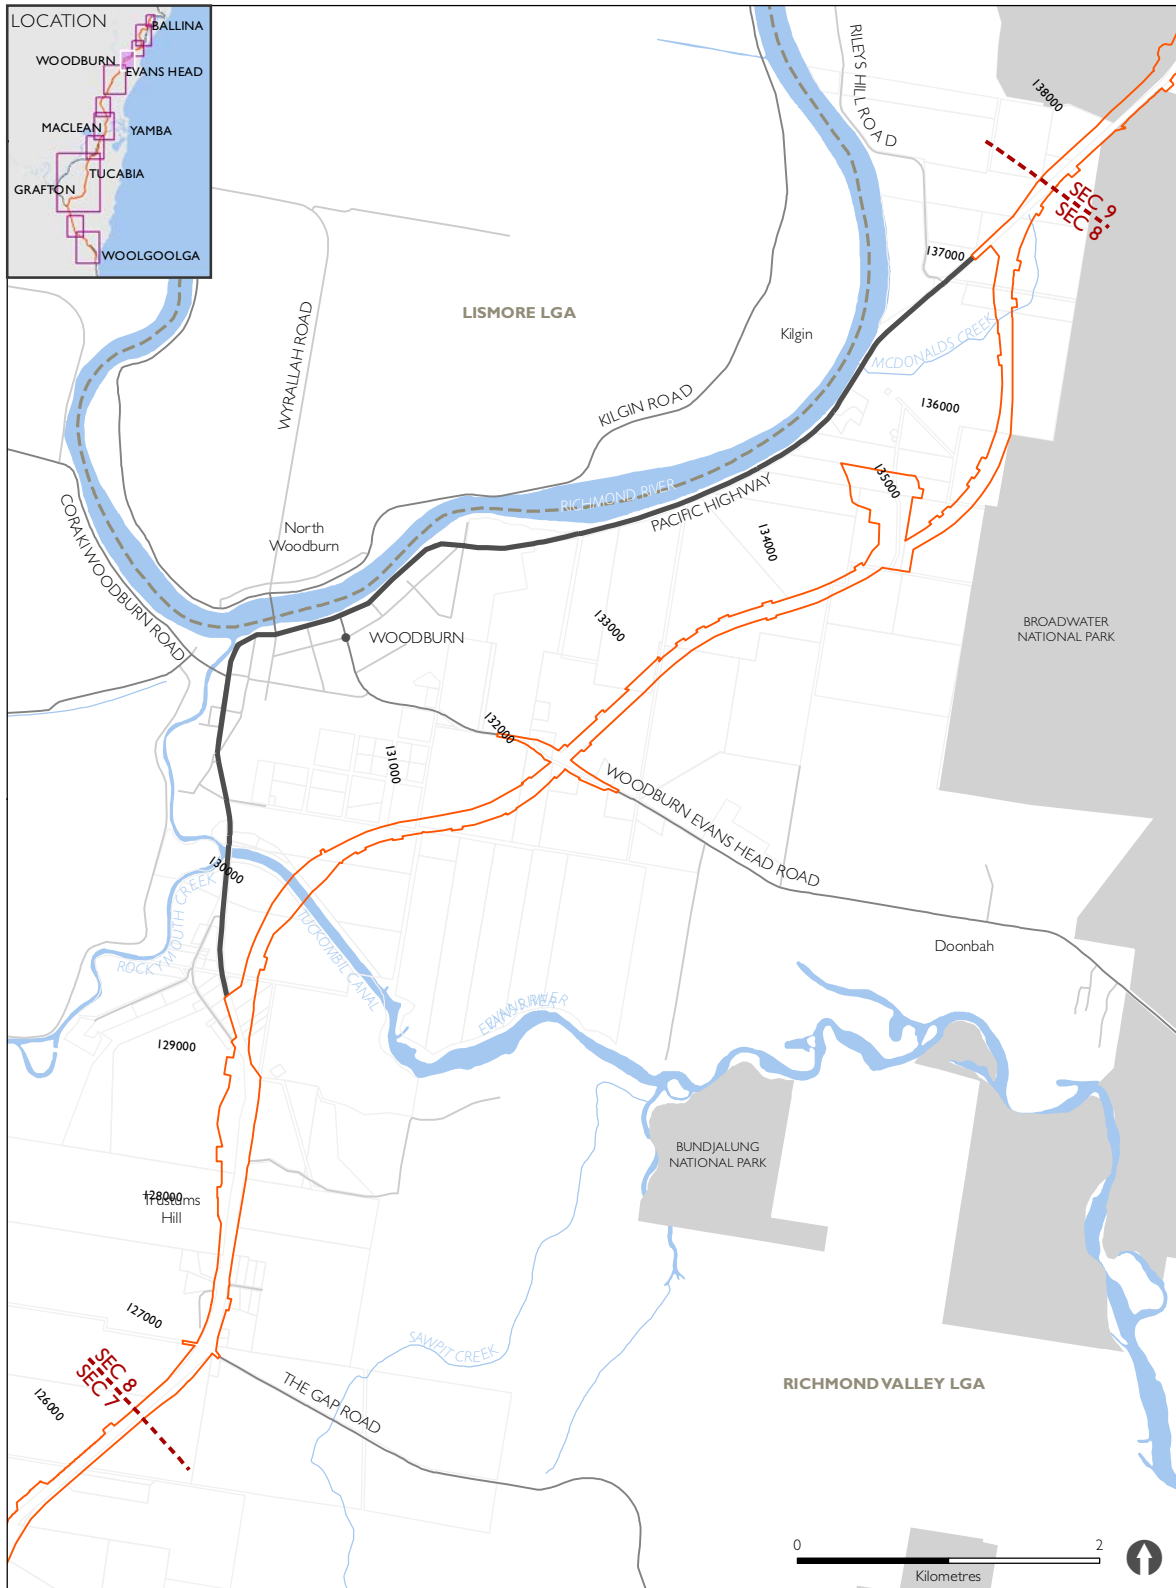 LOCATION
BALLINA
WOODBURN
EVANS HEAD
MACLEAN
YAMBA
TUCABIA
GRAFTON
WOOLGOOLGA
RILEYS HILL ROAD
138000
SEC 9
SEC 8
137000
LISMORE LGA
WYRALLAH ROAD
Kilgin
MCDONALDS CREEK
KILGIN ROAD
136000
135000
RICHMOND RIVER
PACIFIC HIGHWAY
134000
CORAKI WOODBURN ROAD
North
Woodburn
133000
WOODBURN
BROADWATER
NATIONAL PARK
132000
131000
WOODBURN EVANS HEAD ROAD
130000
ROCKY MOUTH CREEK
TUCKOMBIL CANAL
Doonbah
EVANS RIVER
129000
BUNDJALUNG
NATIONAL PARK
128000
Trustums
Hill
127000
SAWPIT CREEK
SEC 8
SEC 7
126000
THE GAP ROAD
RICHMOND VALLEY LGA
0 2
Kilometres